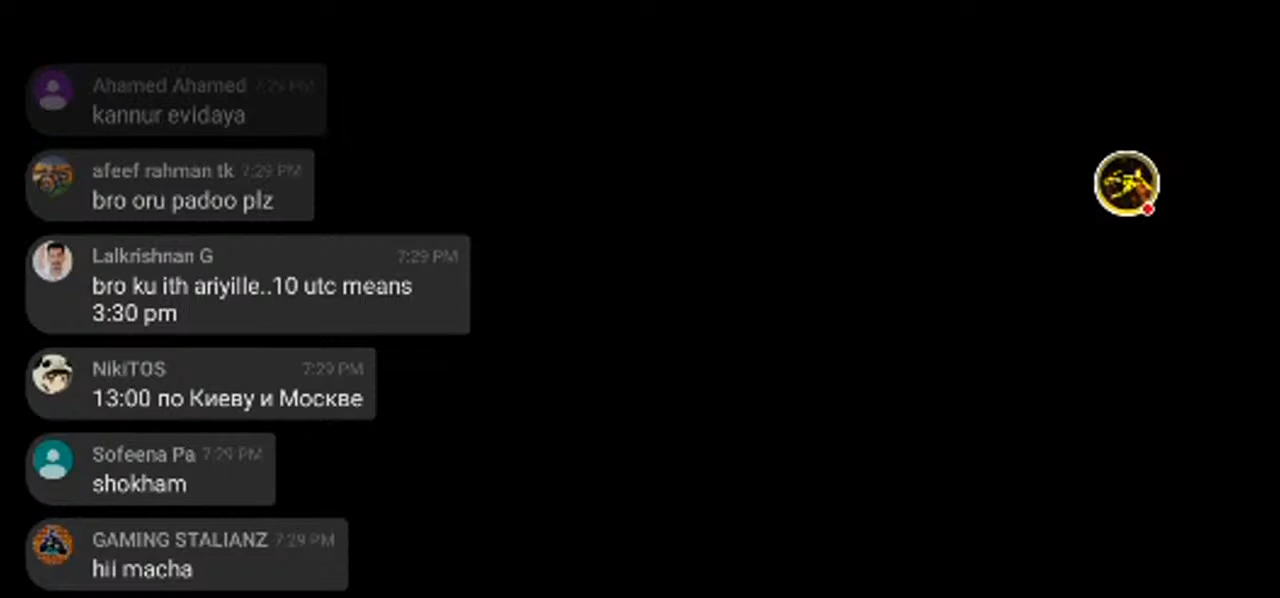 Ahamed Ahamed 7:29 PM
kannur evidaya
afeef rahman tk 7:29 PM
bro oru padoo plz
Lalkrishnan G 7:29 PM
bro ku ith ariyille..10 utc means
3:30 pm
NikiTOS 7:29 PM
13:00 по Киеву и Москве
Sofeena Pa 7:29 PM
shokham
GAMING STALIANZ 7:29 PM
hii macha